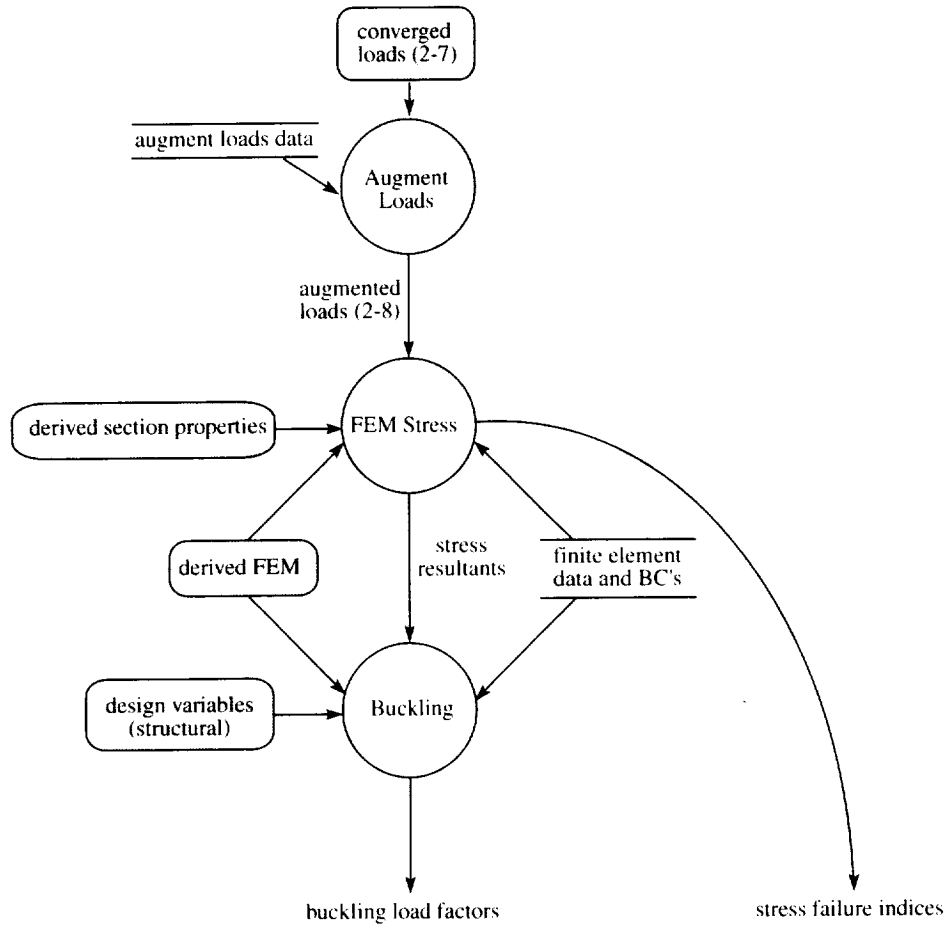 converged
loads (2-7)
augment loads data
Augment
Loads
augmented
loads (2-8)
derived section properties
FEM Stress
derived FEM
stress
resultants
finite element
data and BC's
design variables
(structural)
Buckling
buckling load factors
stress failure indices